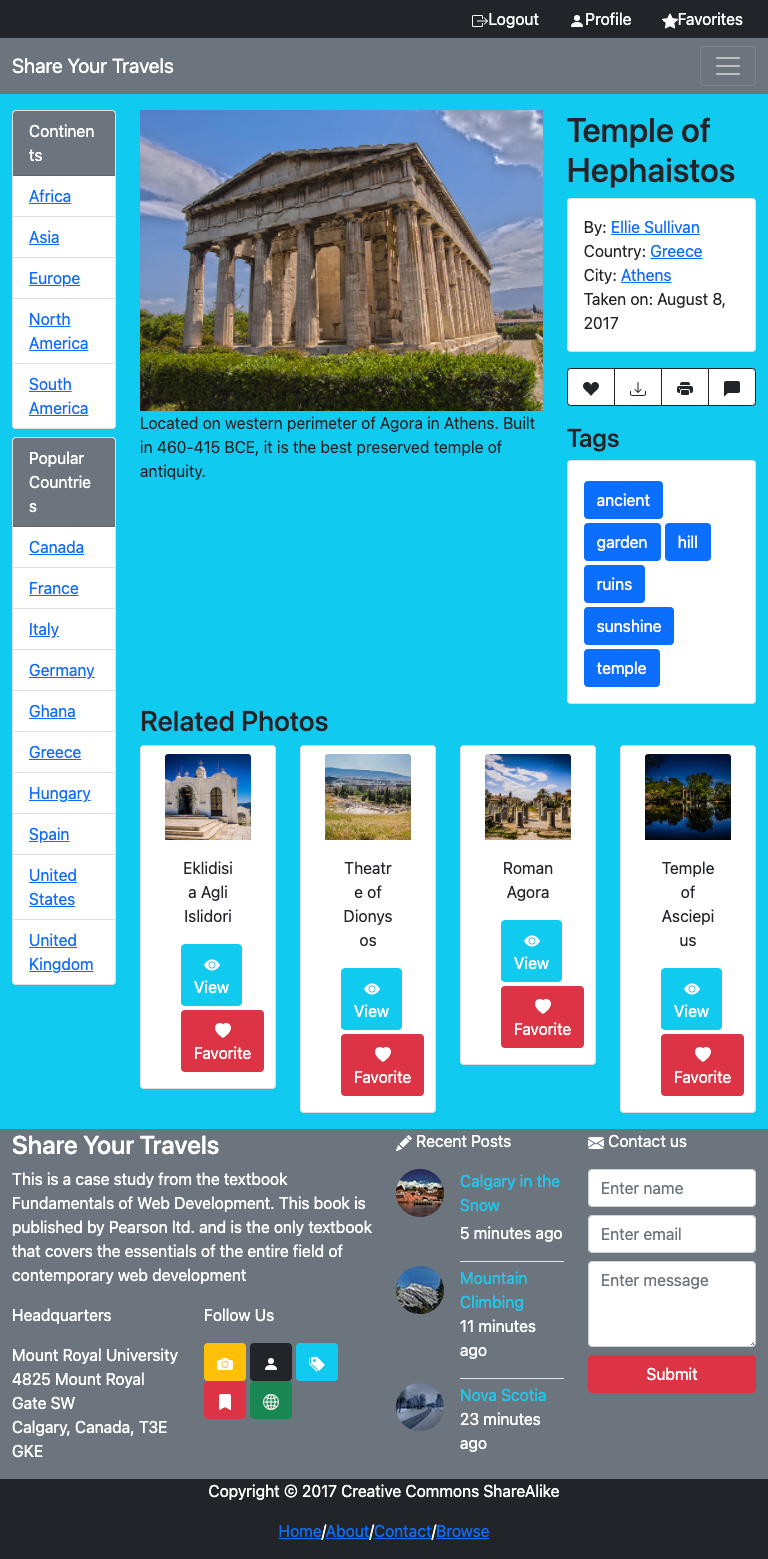 Logout Profile Favorites
Share Your Travels
Continen
ts
Africa
Asia
Europe
North
America
South
America
Popular
Countrie
s
Canada
France
Italy
Germany
Ghana
Greece
Hungary
Spain
United
States
United
Kingdom
Located on western perimeter of Agora in Athens. Built
in 460-415 BCE, it is the best preserved temple of
antiquity.
Temple of
Hephaistos
By: Ellie Sullivan
Country: Greece
City: Athens
Taken on: August 8,
2017
Tags
ancient
garden hill
ruins
sunshine
temple
Related Photos
Eklidisi
a Agli
Islidori
View
Favorite
Theatr
e of
Dionys
os
View
Favorite
Roman
Agora
View
Favorite
Temple
of
Asciepi
us
View
Favorite
Share Your Travels
This is a case study from the textbook
Fundamentals of Web Development. This book is
published by Pearson ltd. and is the only textbook
that covers the essentials of the entire field of
contemporary web development
Headquarters
Mount Royal University
4825 Mount Royal
Gate SW
Calgary, Canada, T3E
GKE
Follow Us
Recent Posts
Calgary in the
Snow
5 minutes ago
Mountain
Climbing
11 minutes
ago
Nova Scotia
23 minutes
ago
Contact us
Enter name
Enter email
Enter message
Submit
Copyright © 2017 Creative Commons ShareAlike
Home/About/Contact/Browse